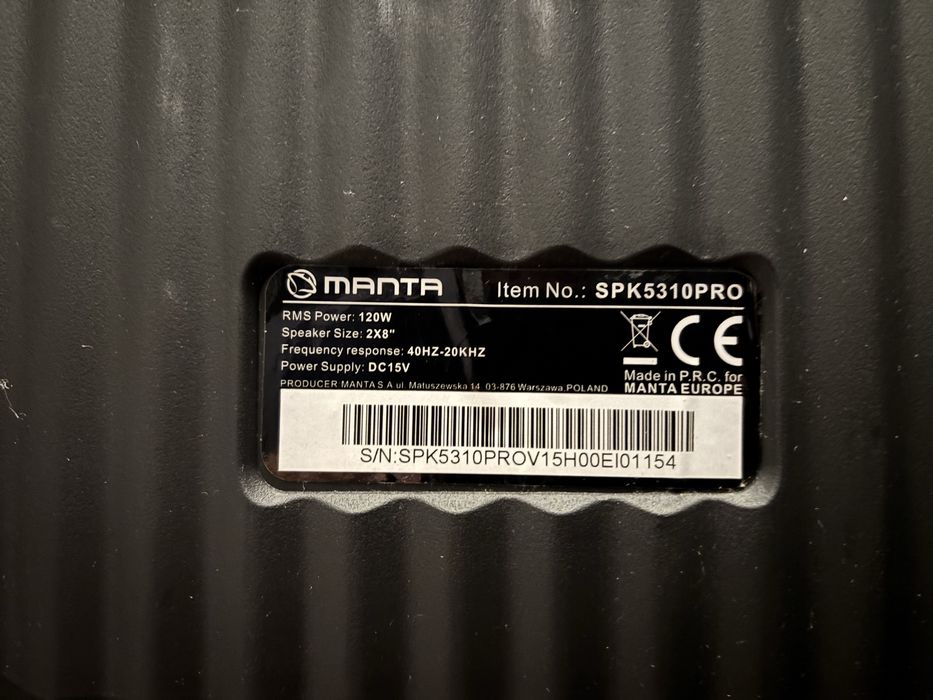 MANTA Item No.: SPK5310PRO
RMS Power: 120W
Speaker Size: 2X8"
Frequency response: 40HZ-20KHZ
Power Supply: DC15V
PRODUCER MANTA S.A ul. Matuszewska 14 03-876 Warszawa.POLAND
CE
Made in P.R.C. for
MANTA EUROPE
S/N:SPK5310PROV15H00EI01154